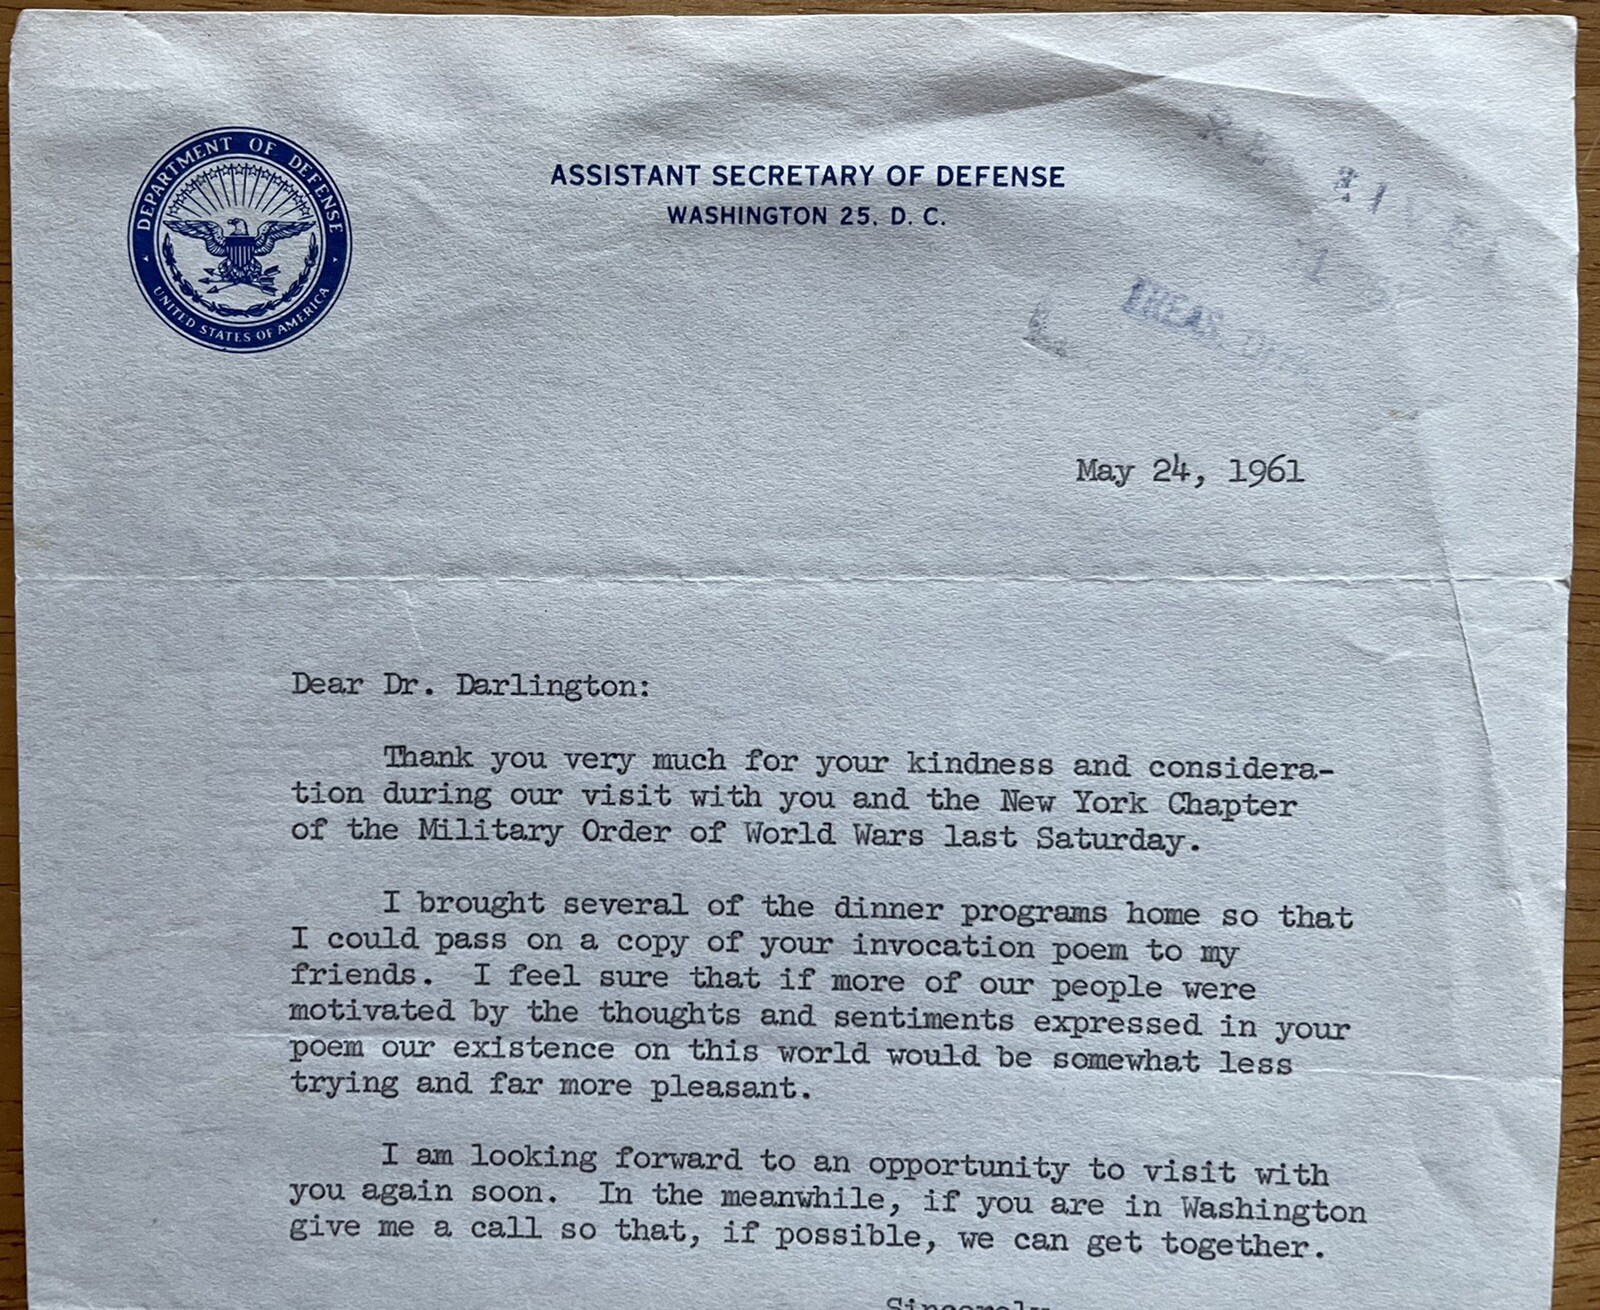 DEPARTMENT OF DEFENSE
UNITED STATES OF AMERICA
ASSISTANT SECRETARY OF DEFENSE
WASHINGTON 25, D. C.
May 24, 1961
Dear Dr. Darlington:
Thank you very much for your kindness and considera-
tion during our visit with you and the New York Chapter
of the Military Order of World Wars last Saturday.
I brought several of the dinner programs home so that
I could pass on a copy of your invocation poem to my
friends. I feel sure that if more of our people were
motivated by the thoughts and sentiments expressed in your
poem our existence on this world would be somewhat less
trying and far more pleasant.
I am looking forward to an opportunity to visit with
you again soon. In the meanwhile, if you are in Washington
give me a call so that, if possible, we can get together.
Sincerely